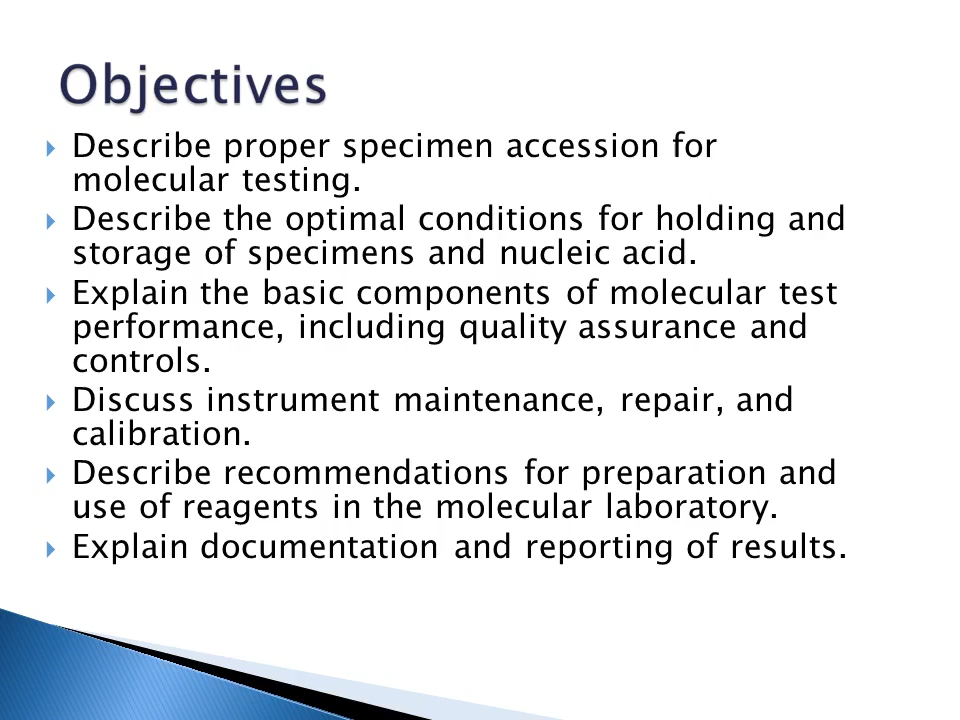 Objectives
Describe proper specimen accession for
molecular testing.
Describe the optimal conditions for holding and
storage of specimens and nucleic acid.
Explain the basic components of molecular test
performance, including quality assurance and
controls.
Discuss instrument maintenance, repair, and
calibration.
Describe recommendations for preparation and
use of reagents in the molecular laboratory.
Explain documentation and reporting of results.